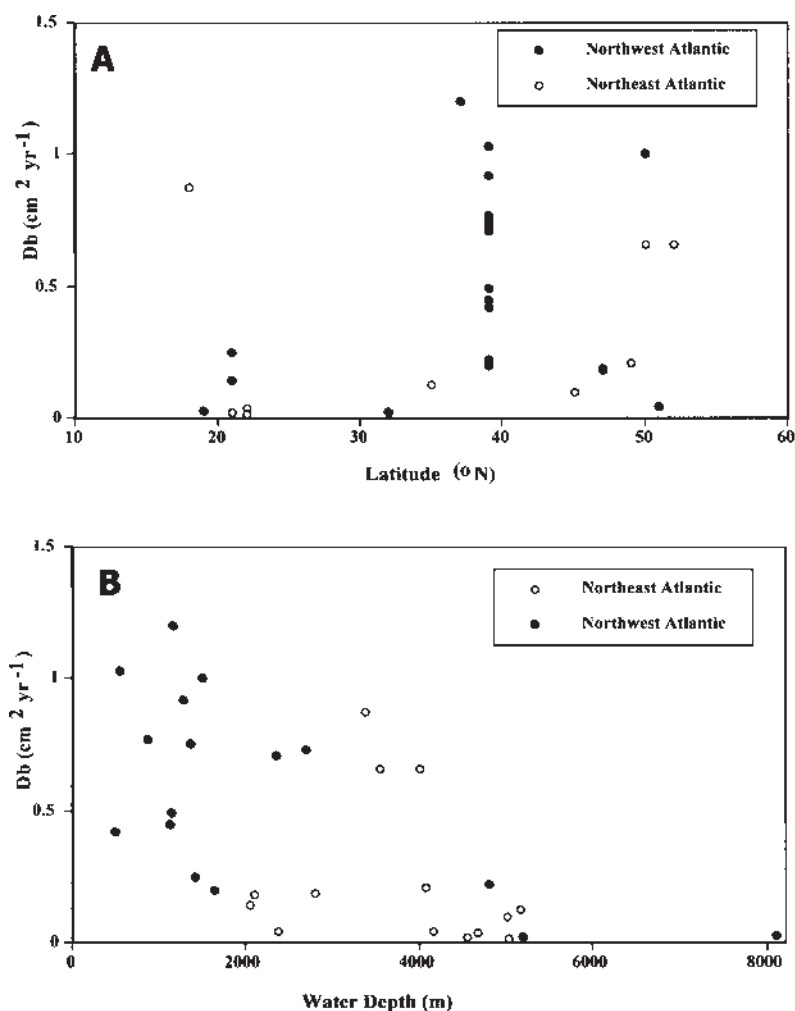 1.5
A
Northwest Atlantic
Northeast Atlantic
1
0.5
0
Db (cm 2 yr-1)
10 20 30 40 50 60
Latitude (o N)
1.5
B
Northeast Atlantic
Northwest Atlantic
1
0.5
0
Db (cm 2 yr-1)
0 2000 4000 6000 8000
Water Depth (m)